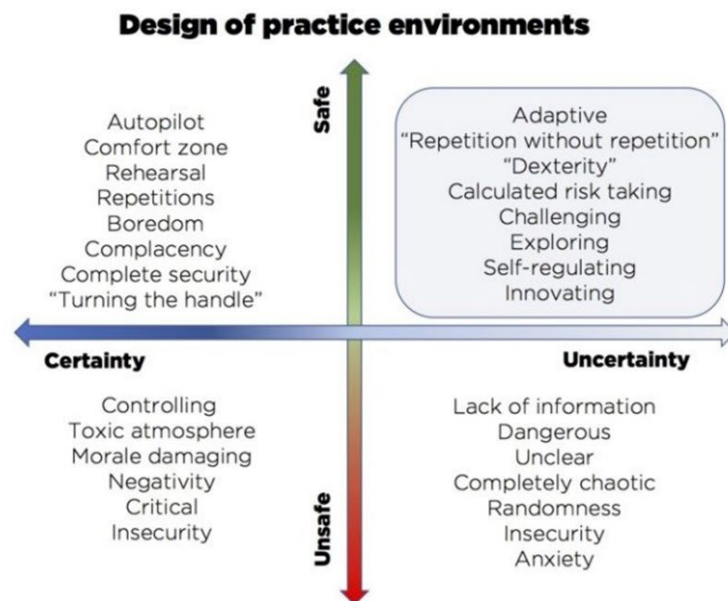 Design of practice environments
Safe
Autopilot
Comfort zone
Rehearsal
Repetitions
Boredom
Complacency
Complete security
“Turning the handle”
Adaptive
“Repetition without repetition”
“Dexterity”
Calculated risk taking
Challenging
Exploring
Self-regulating
Innovating
Certainty
Uncertainty
Controlling
Toxic atmosphere
Morale damaging
Negativity
Critical
Insecurity
Unsafe
Lack of information
Dangerous
Unclear
Completely chaotic
Randomness
Insecurity
Anxiety